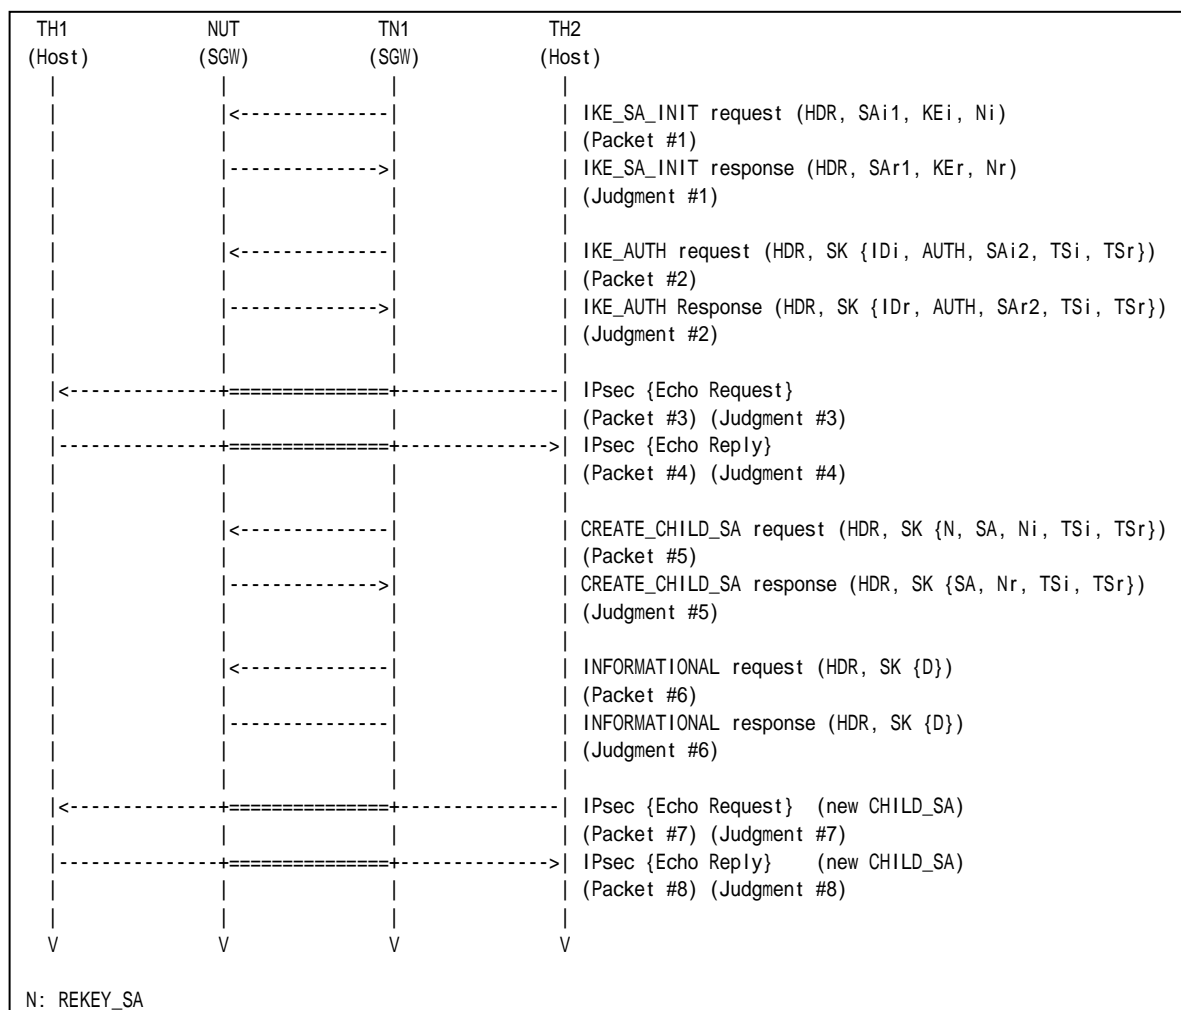 TH1 NUT TN1 TH2
(Host) (SGW) (SGW) (Host)
| | | |
| |<--------------| | IKE_SA_INIT request (HDR, SAi1, KEi, Ni)
| | | | (Packet #1)
| |-------------->| | IKE_SA_INIT response (HDR, SAr1, KEr, Nr)
| | | | (Judgment #1)
| | | |
| |<--------------| | IKE_AUTH request (HDR, SK {IDi, AUTH, SAi2, TSi, TSr})
| | | | (Packet #2)
| |-------------->| | IKE_AUTH Response (HDR, SK {IDr, AUTH, SAr2, TSi, TSr})
| | | | (Judgment #2)
| | | |
|<--------------+===============+---------------| IPsec {Echo Request}
| | | | (Packet #3) (Judgment #3)
|---------------+===============+-------------->| IPsec {Echo Reply}
| | | | (Packet #4) (Judgment #4)
| | | |
| |<--------------| | CREATE_CHILD_SA request (HDR, SK {N, SA, Ni, TSi, TSr})
| | | | (Packet #5)
| |-------------->| | CREATE_CHILD_SA response (HDR, SK {SA, Nr, TSi, TSr})
| | | | (Judgment #5)
| | | |
| |<--------------| | INFORMATIONAL request (HDR, SK {D})
| | | | (Packet #6)
| |---------------| | INFORMATIONAL response (HDR, SK {D})
| | | | (Judgment #6)
| | | |
|<--------------+===============+---------------| IPsec {Echo Request} (new CHILD_SA)
| | | | (Packet #7) (Judgment #7)
|---------------+===============+-------------->| IPsec {Echo Reply} (new CHILD_SA)
| | | | (Packet #8) (Judgment #8)
| | | |
V V V V
N: REKEY_SA